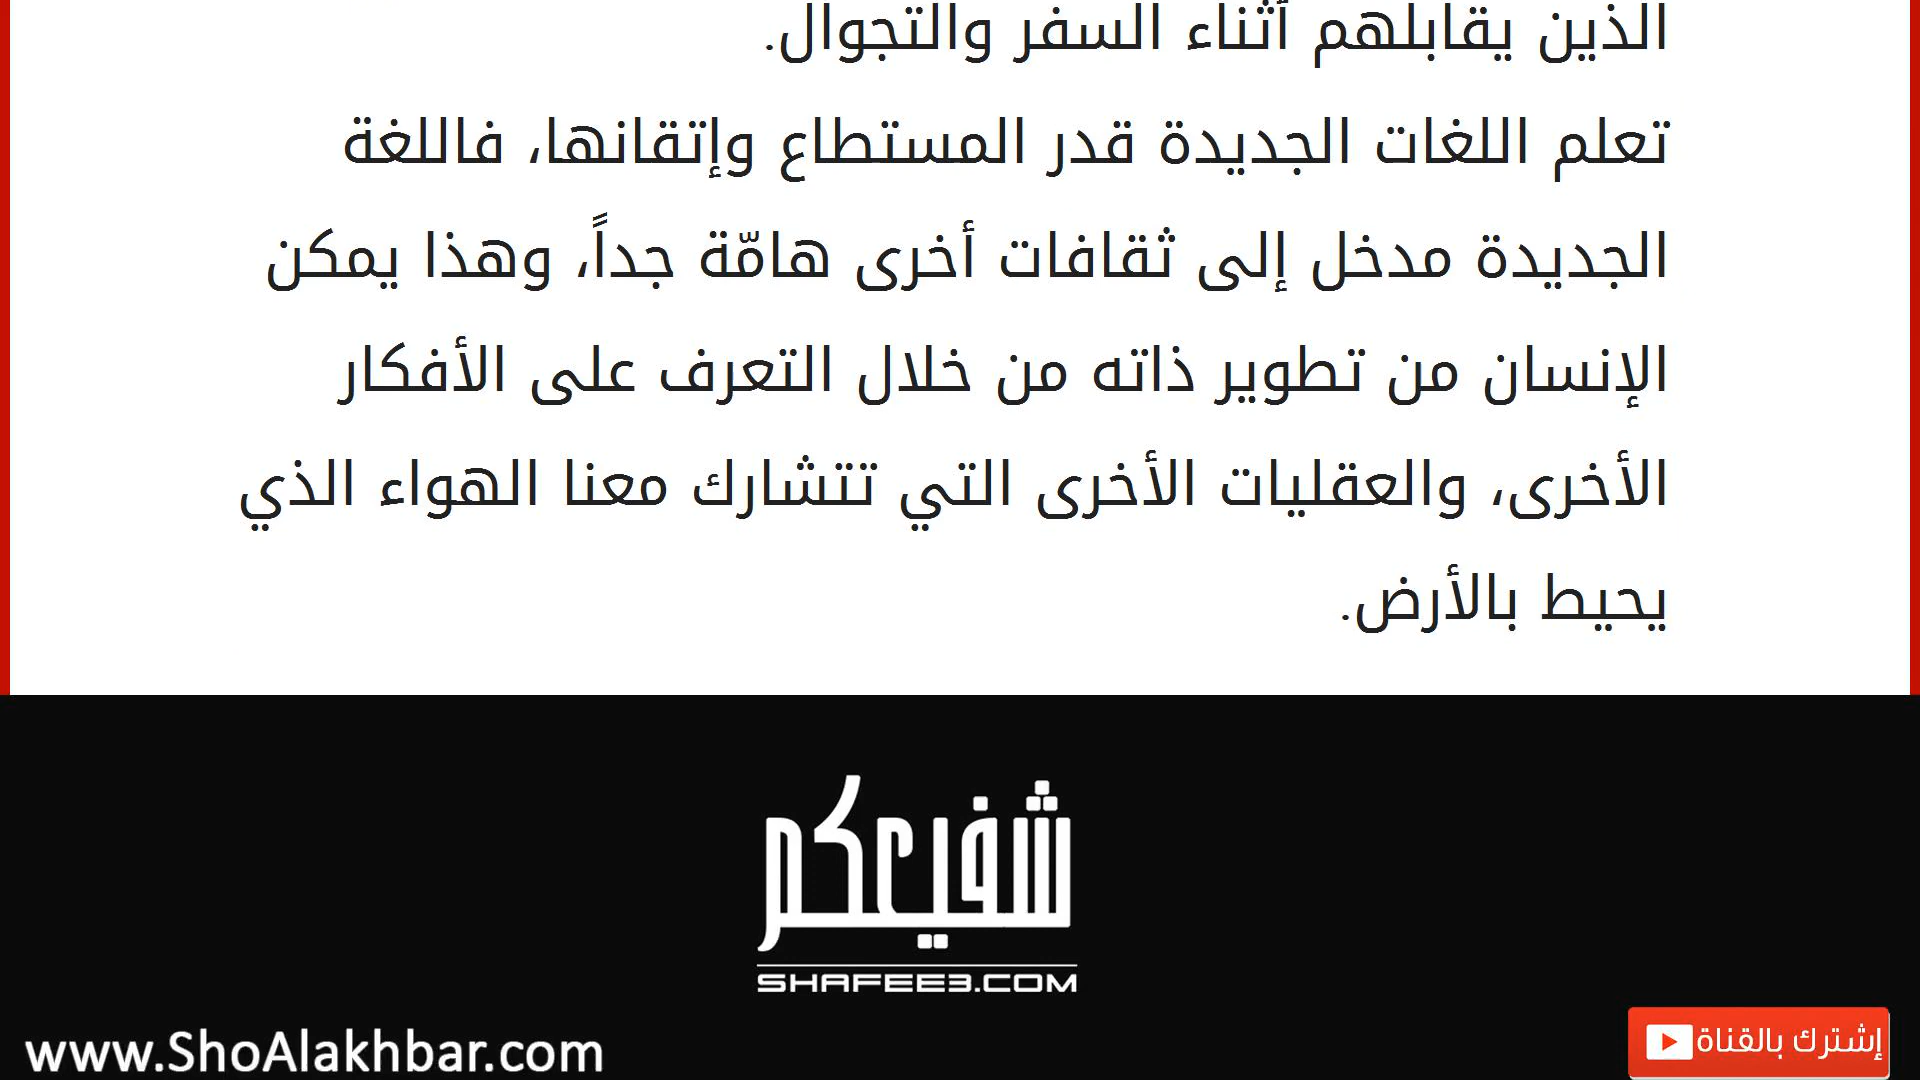 الذين يقابلهم أثناء السفر والتجوال.
تعلم اللغات الجديدة قدر المستطاع وإتقانها، فاللغة
الجديدة مدخل إلى ثقافات أخرى هامّة جداً، وهذا يمكن
الإنسان من تطوير ذاته من خلال التعرف على الأفكار
الأخرى، والعقليات الأخرى التي تتشارك معنا الهواء الذي
يحيط بالأرض.
شفيعكم
SHAFEE3.COM
www.ShoAlakhbar.com
إشترك بالقناة